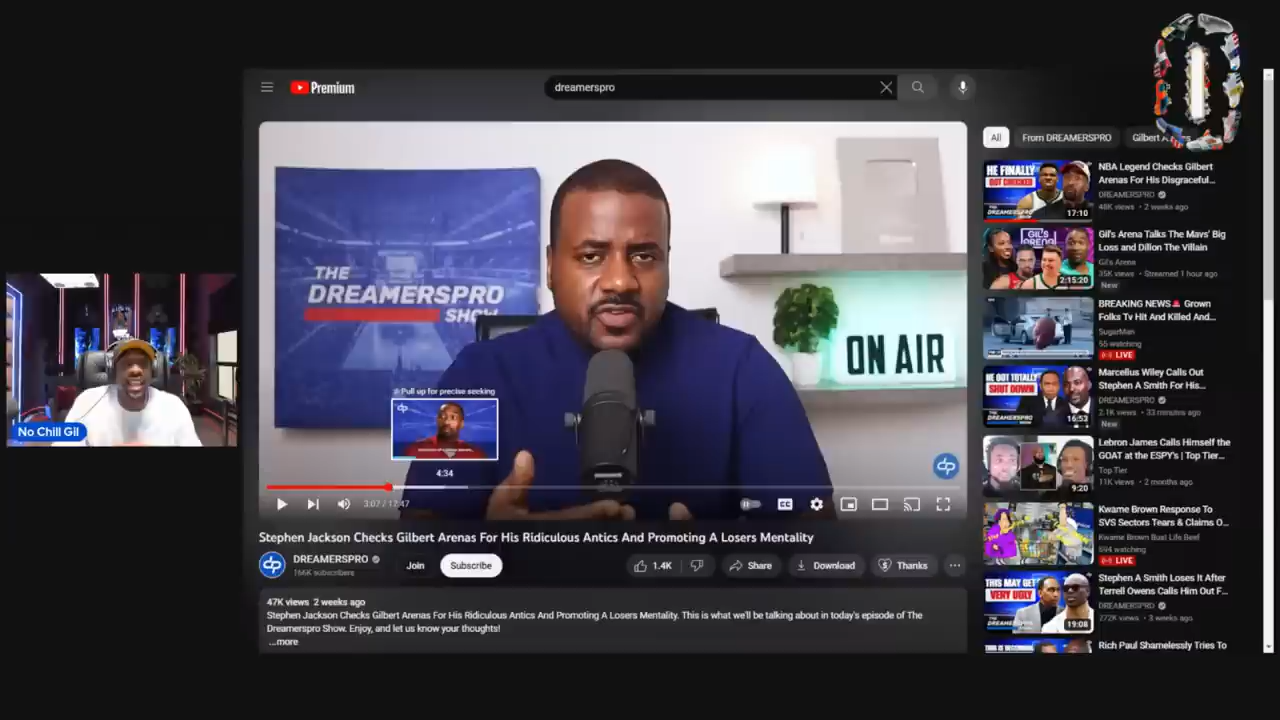 Premium
dreamerspro
All
From DREAMERSPRO
THE
DREAMERSPRO
SHOW
ON AIR
Pull up for precise seeking
4:34
3:07 / 17:47
CC
Stephen Jackson Checks Gilbert Arenas For His Ridiculous Antics And Promoting A Losers Mentality
DREAMERSPRO
166K subscribers
Join
Subscribe
1.4K
Share
Download
Thanks
47K views 2 weeks ago
Stephen Jackson Checks Gilbert Arenas For His Ridiculous Antics And Promoting A Losers Mentality. This is what we'll be talking about in today's episode of The
Dreamerspro Show. Enjoy, and let us know your thoughts!
...more
No Chill Gil
HE FINALLY
GOT CHECKED
17:10
NBA Legend Checks Gilbert
Arenas For His Disgraceful...
DREAMERSPRO
48K views • 2 weeks ago
GIL'S
ARENA
2:15:20
Gil's Arena Talks The Mavs' Big
Loss and Dillon The Villain
Gil's Arena
35K views • Streamed 1 hour ago
New
BREAKING NEWS🚨 Grown
Folks Tv Hit And Killed And...
SugarMan
55 watching
LIVE
HE GOT TOTALLY
SHUT DOWN
16:53
Marcellus Wiley Calls Out
Stephen A Smith For His...
DREAMERSPRO
2.1K views • 33 minutes ago
New
9:20
Lebron James Calls Himself the
GOAT at the ESPY's | Top Tier...
Top Tier
11K views • 2 months ago
Kwame Brown Response To
SVS Sectors Tears & Claims O...
Kwame Brown Bust Life Beef
694 watching
LIVE
THIS MAY GET
VERY UGLY
19:08
Stephen A Smith Loses It After
Terrell Owens Calls Him Out F...
DREAMERSPRO
272K views • 3 weeks ago
Rich Paul Shamelessly Tries To